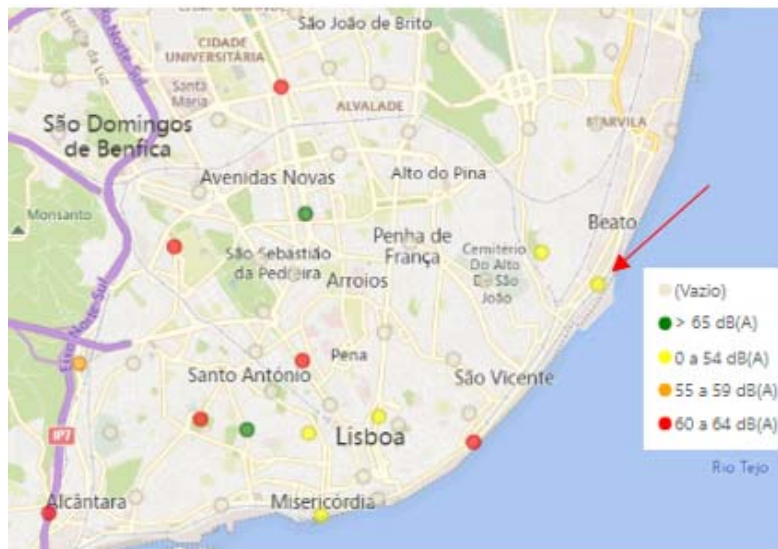 São João de Brito
CIDADE
UNIVERSITÁRIA
Santa
Maria
ALVALADE
MARVILA
São Domingos
de Benfica
Avenidas Novas
Alto do Pina
Monsanto
Beato
São Sebastião
da Pedreira
Penha de
França
Cemitério
Do Alto
De São
João
Arroios
Eixo Norte-Sul
Pena
Santo António
São Vicente
Lisboa
IP7
Alcântara
Misericórdia
(Vazio)
> 65 dB(A)
0 a 54 dB(A)
55 a 59 dB(A)
60 a 64 dB(A)
Rio Tejo